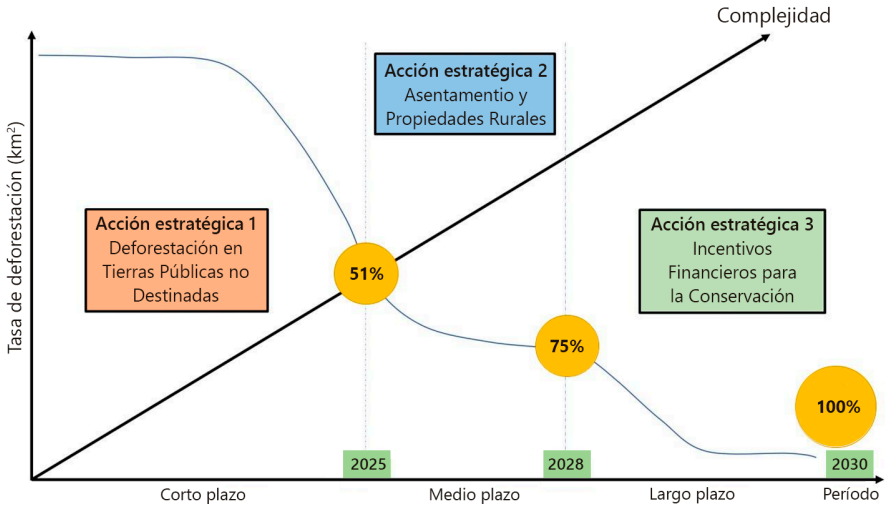 Complejidad
Tasa de deforestación (km²)
Acción estratégica 2
Asentamentio y
Propiedades Rurales
Acción estratégica 1
Deforestación en
Tierras Públicas no
Destinadas
Acción estratégica 3
Incentivos
Financieros para
la Conservación
51%
75%
100%
2025
2028
2030
Corto plazo
Medio plazo
Largo plazo
Período